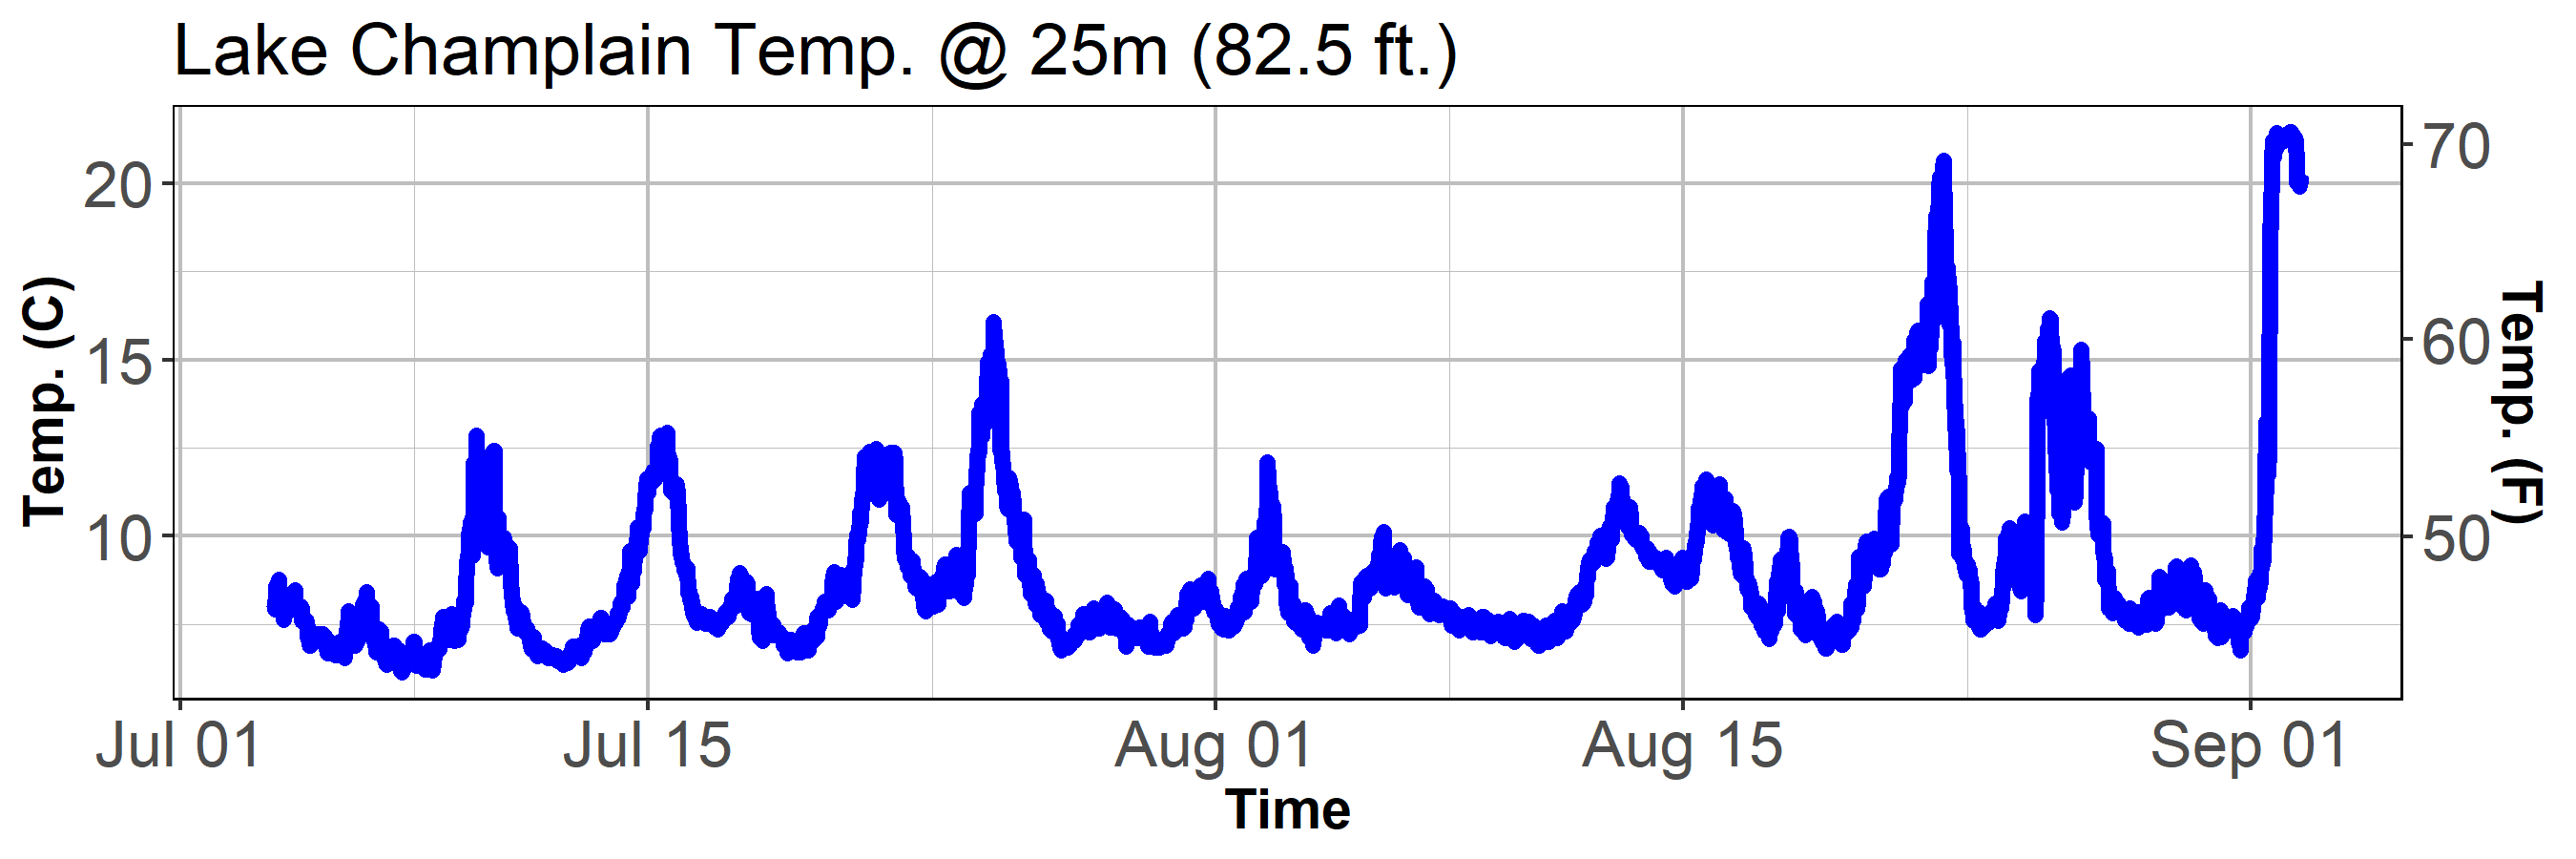 Lake Champlain Temp. @ 25m (82.5 ft.)
Temp. (C)
20
15
10
70
60
50
Temp. (F)
Jul 01 Jul 15 Aug 01 Aug 15 Sep 01
Time